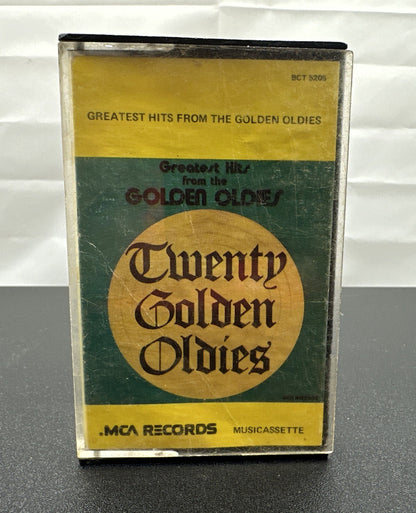 BCT 5205
GREATEST HITS FROM THE GOLDEN OLDIES
Greatest Hits
from the
GOLDEN OLDIES
Twenty
Golden
Oldies
.MCA RECORDS MUSICASSETTE